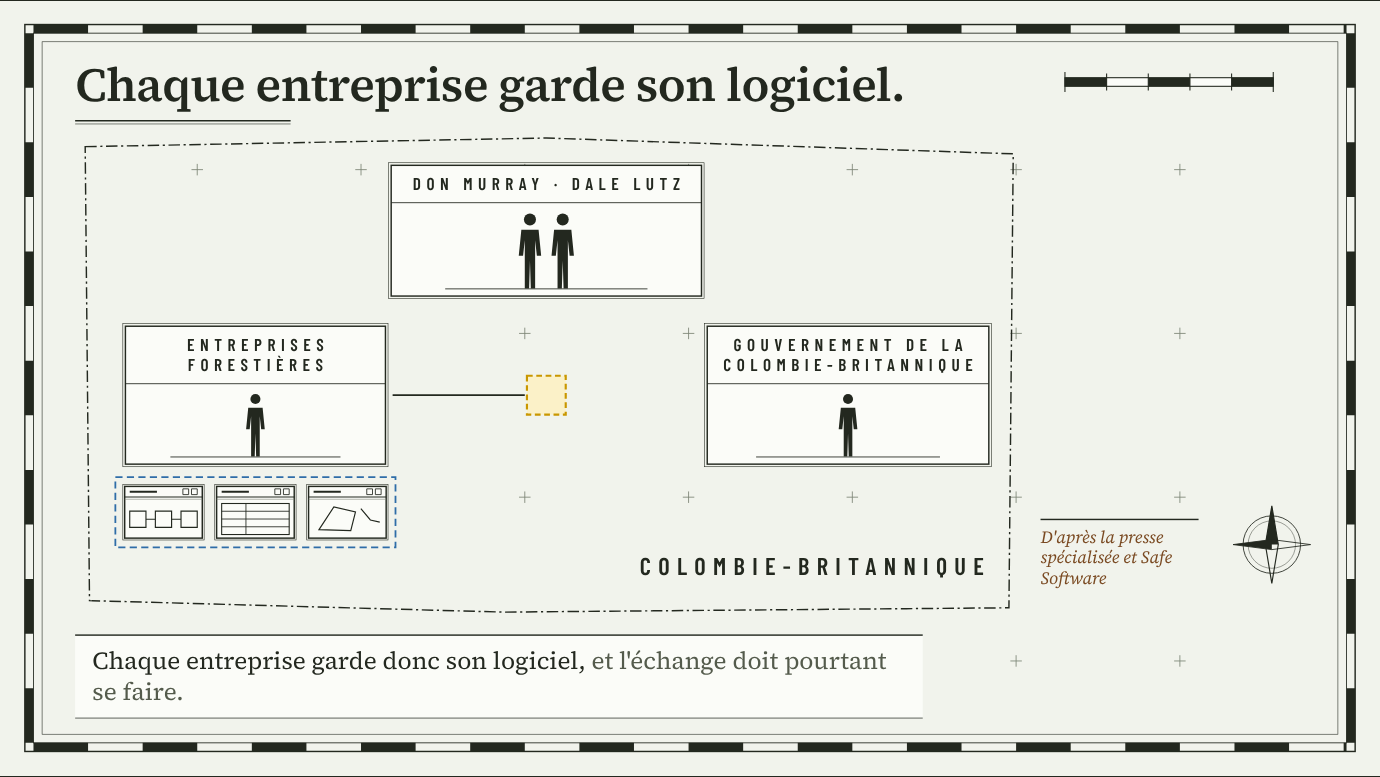 Chaque entreprise garde son logiciel.
DON MURRAY · DALE LUTZ
ENTREPRISES
FORESTIÈRES
GOUVERNEMENT DE LA
COLOMBIE-BRITANNIQUE
COLOMBIE-BRITANNIQUE
D'après la presse
spécialisée et Safe
Software
Chaque entreprise garde donc son logiciel, et l'échange doit pourtant
se faire.